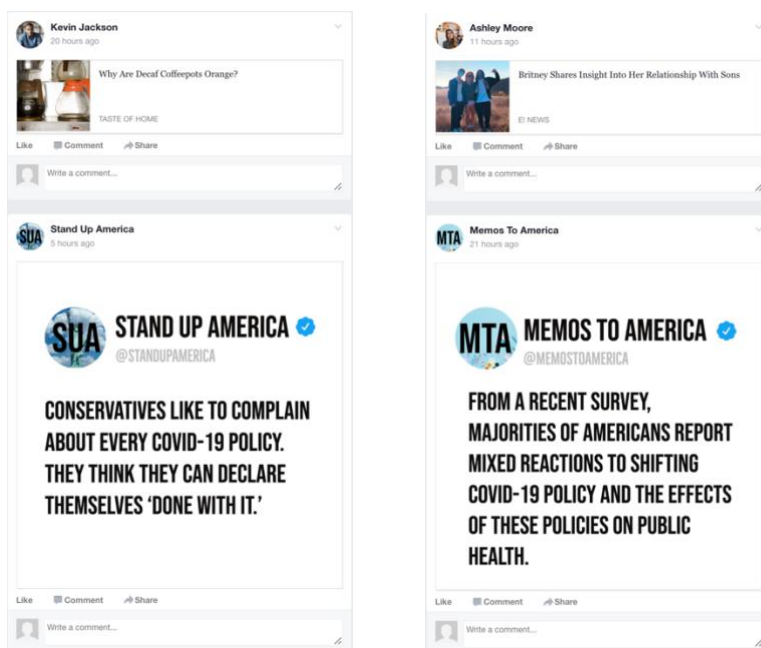 Kevin Jackson
20 hours ago
Why Are Decaf Coffeepots Orange?
TASTE OF HOME
Like Comment Share
Write a comment...
SUA
Stand Up America
5 hours ago
SUA
STAND UP AMERICA
@STANDUPAMERICA
CONSERVATIVES LIKE TO COMPLAIN
ABOUT EVERY COVID-19 POLICY.
THEY THINK THEY CAN DECLARE
THEMSELVES ‘DONE WITH IT.’
Like Comment Share
Write a comment...
Ashley Moore
11 hours ago
Britney Shares Insight Into Her Relationship With Sons
E! NEWS
Like Comment Share
Write a comment...
MTA
Memos To America
21 hours ago
MTA
MEMOS TO AMERICA
@MEMOSTOAMERICA
FROM A RECENT SURVEY,
MAJORITIES OF AMERICANS REPORT
MIXED REACTIONS TO SHIFTING
COVID-19 POLICY AND THE EFFECTS
OF THESE POLICIES ON PUBLIC
HEALTH.
Like Comment Share
Write a comment...